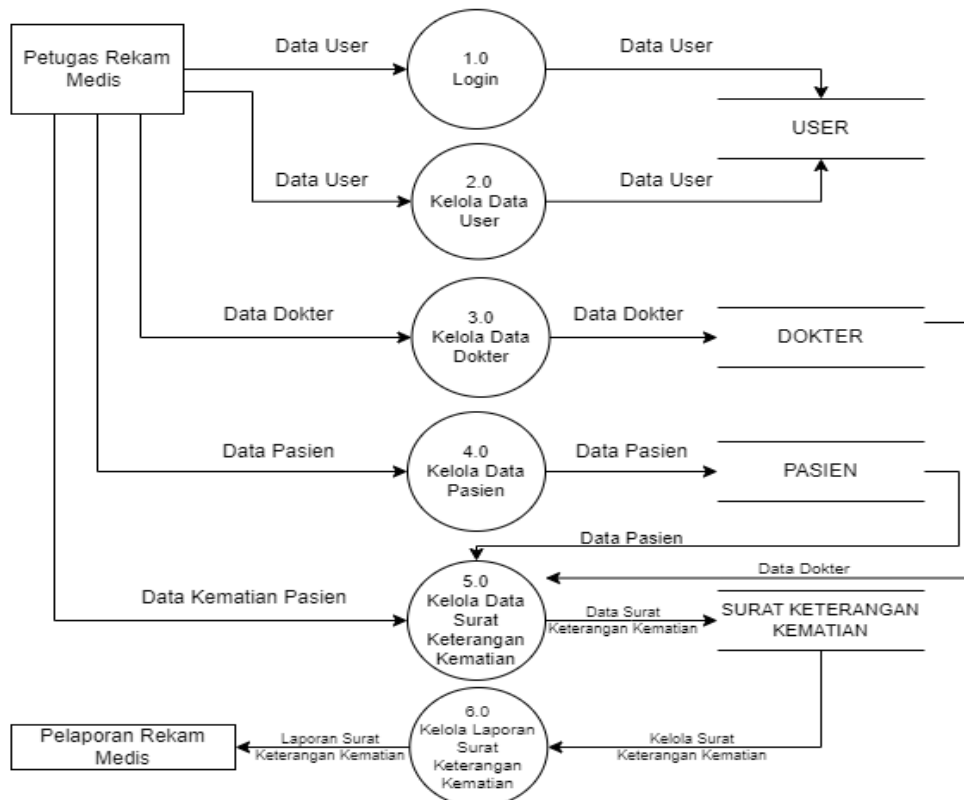 Petugas Rekam
Medis
Data User
1.0
Login
Data User
USER
Data User
2.0
Kelola Data
User
Data User
Data Dokter
3.0
Kelola Data
Dokter
Data Dokter
DOKTER
Data Pasien
4.0
Kelola Data
Pasien
Data Pasien
PASIEN
Data Pasien
Data Dokter
Data Kematian Pasien
5.0
Kelola Data
Surat
Keterangan
Kematian
Data Surat
Keterangan Kematian
SURAT KETERANGAN
KEMATIAN
Pelaporan Rekam
Medis
Laporan Surat
Keterangan Kematian
6.0
Kelola Laporan
Surat
Keterangan
Kematian
Kelola Surat
Keterangan Kematian